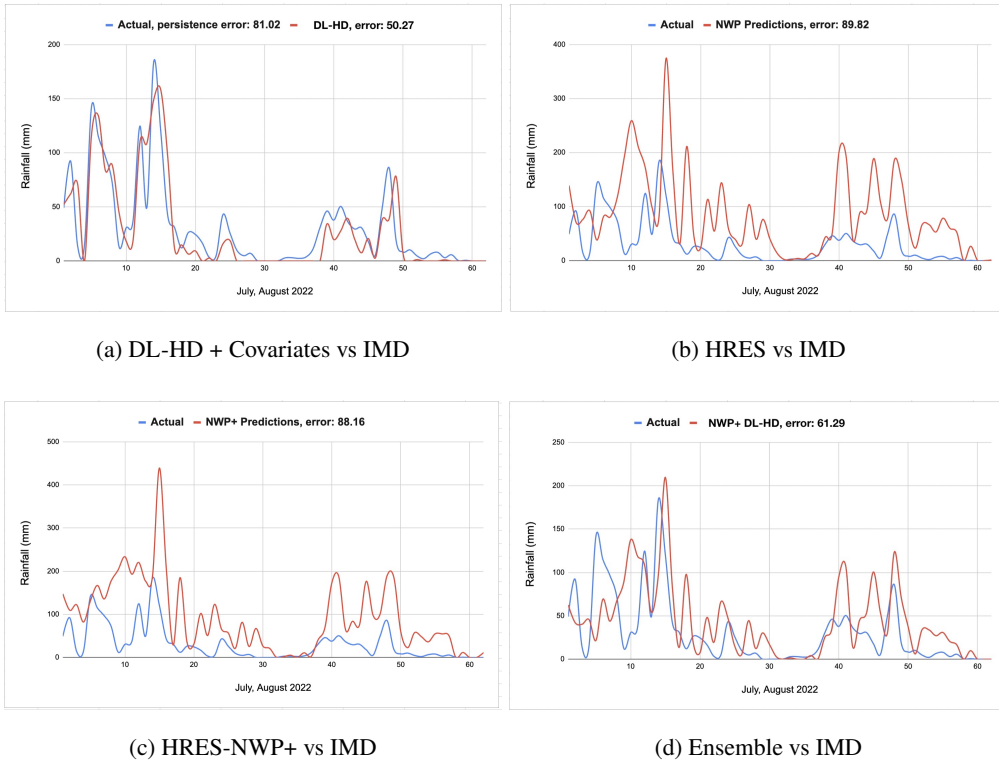 Actual, persistence error: 81.02 DL-HD, error: 50.27
200
150
100
50
0
Rainfall (mm)
10 20 30 40 50 60
July, August 2022
(a) DL-HD + Covariates vs IMD
Actual NWP Predictions, error: 89.82
400
300
200
100
0
Rainfall (mm)
10 20 30 40 50 60
July, August 2022
(b) HRES vs IMD
Actual NWP+ Predictions, error: 88.16
500
400
300
200
100
0
Rainfall (mm)
10 20 30 40 50 60
July, August 2022
(c) HRES-NWP+ vs IMD
Actual NWP+ DL-HD, error: 61.29
250
200
150
100
50
0
Rainfall (mm)
10 20 30 40 50 60
July, August 2022
(d) Ensemble vs IMD